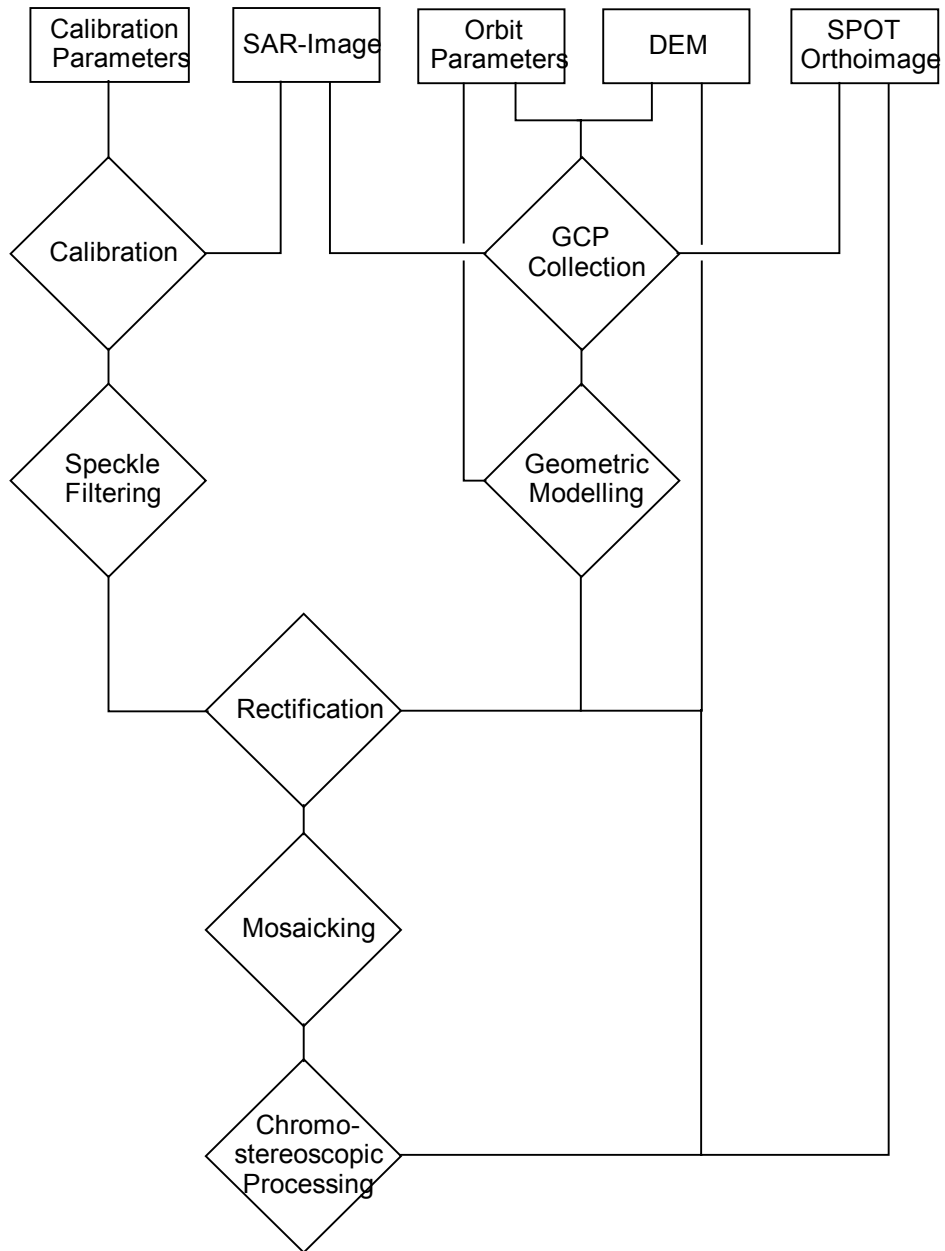 Calibration
Parameters
SAR-Image
Orbit
Parameters
DEM
SPOT
Orthoimage
Calibration
GCP
Collection
Speckle
Filtering
Geometric
Modelling
Rectification
Mosaicking
Chromo-
stereoscopic
Processing